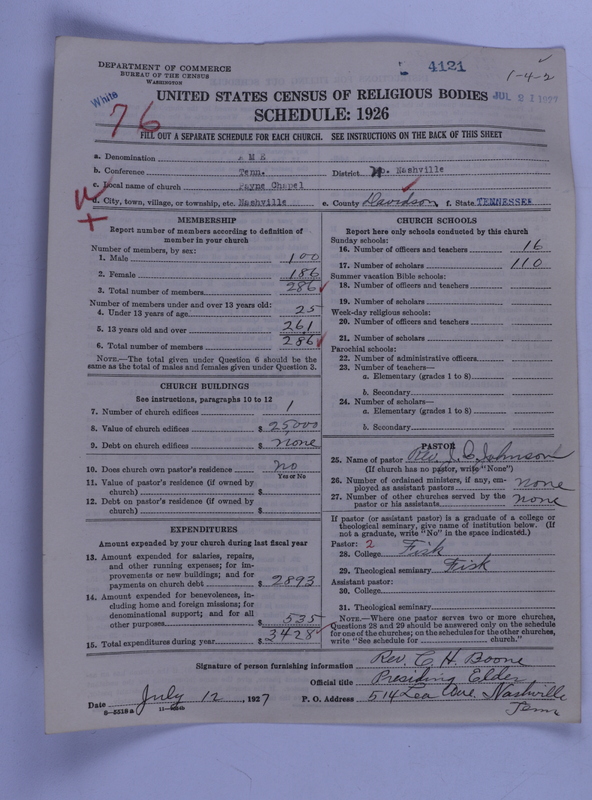 DEPARTMENT OF COMMERCE
BUREAU OF THE CENSUS
WASHINGTON
4121
1-4-2
White
76
UNITED STATES CENSUS OF RELIGIOUS BODIES
JUL 21 1927
SCHEDULE: 1926
FILL OUT A SEPARATE SCHEDULE FOR EACH CHURCH. SEE INSTRUCTIONS ON THE BACK OF THIS SHEET
a. Denomination A M E
b. Conference Tenn. District No. Nashville
c. Local name of church Payne Chapel
d. City, town, village, or township, etc. Nashville e. County Davidson f. State TENNESSEE
MEMBERSHIP
Report number of members according to definition of
member in your church
Number of members, by sex:
1. Male 100
2. Female 186
3. Total number of members 286
Number of members under and over 13 years old:
4. Under 13 years of age 25
5. 13 years old and over 261
6. Total number of members 286
NOTE.—The total given under Question 6 should be the
same as the total of males and females given under Question 3.
CHURCH BUILDINGS
See instructions, paragraphs 10 to 12
7. Number of church edifices 1
8. Value of church edifices $ 25,000
9. Debt on church edifices $ none
10. Does church own pastor's residence no
Yes or No
11. Value of pastor's residence (if owned by
church) $
12. Debt on pastor's residence (if owned by
church) $
EXPENDITURES
Amount expended by your church during last fiscal year
13. Amount expended for salaries, repairs,
and other running expenses; for im-
provements or new buildings; and for
payments on church debt $ 2893
14. Amount expended for benevolences, in-
cluding home and foreign missions; for
denominational support; and for all
other purposes $ 535
15. Total expenditures during year $ 3428
CHURCH SCHOOLS
Report here only schools conducted by this church
Sunday schools:
16. Number of officers and teachers 16
17. Number of scholars 110
Summer vacation Bible schools:
18. Number of officers and teachers
19. Number of scholars
Week-day religious schools:
20. Number of officers and teachers
21. Number of scholars
Parochial schools:
22. Number of administrative officers
23. Number of teachers—
a. Elementary (grades 1 to 8)
b. Secondary
24. Number of scholars—
a. Elementary (grades 1 to 8)
b. Secondary
PASTOR
25. Name of pastor Rev. J. C. Johnson
(If church has no pastor, write "None")
26. Number of ordained ministers, if any, em-
ployed as assistant pastors none
27. Number of other churches served by the
pastor or his assistants none
If pastor (or assistant pastor) is a graduate of a college or
theological seminary, give name of institution below. (If
not a graduate, write "No" in the space indicated.)
Pastor: 2
28. College Fisk
29. Theological seminary Fisk
Assistant pastor:
30. College
31. Theological seminary
NOTE.—Where one pastor serves two or more churches,
Questions 28 and 29 should be answered only on the schedule
for one of the churches; on the schedules for the other churches,
write "See schedule for church."
Signature of person furnishing information Rev. C. H. Boone
Official title Presiding Elder
Date July 12, 1927 P. O. Address 514 Lea Ave. Nashville
Tenn
8-5318a